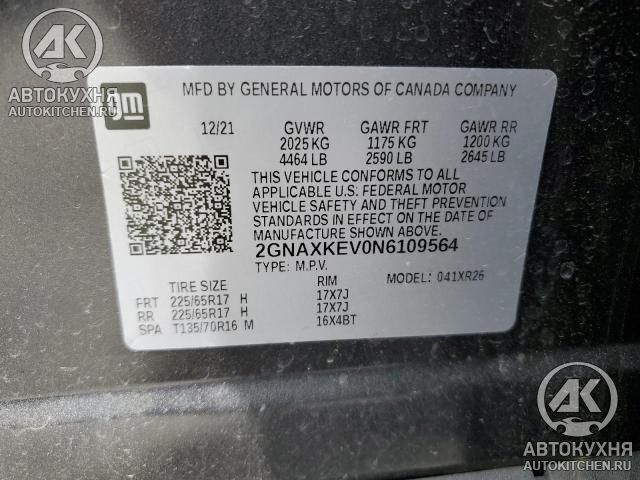 AK
АВТОКУХНЯ
AUTOKITCHEN.RU
gm
MFD BY GENERAL MOTORS OF CANADA COMPANY
12/21 GVWR GAWR FRT GAWR RR
2025 KG 1175 KG 1200 KG
4464 LB 2590 LB 2645 LB
THIS VEHICLE CONFORMS TO ALL
APPLICABLE U.S. FEDERAL MOTOR
VEHICLE SAFETY AND THEFT PREVENTION
STANDARDS IN EFFECT ON THE DATE OF
MANUFACTURE SHOWN ABOVE.
2GNAXKEV0N6109564
TYPE: M.P.V. MODEL: 041XR26
TIRE SIZE RIM
FRT 225/65R17 H 17X7J
RR 225/65R17 H 17X7J
SPA T135/70R16 M 16X4BT
AK
АВТОКУХНЯ
AUTOKITCHEN.RU